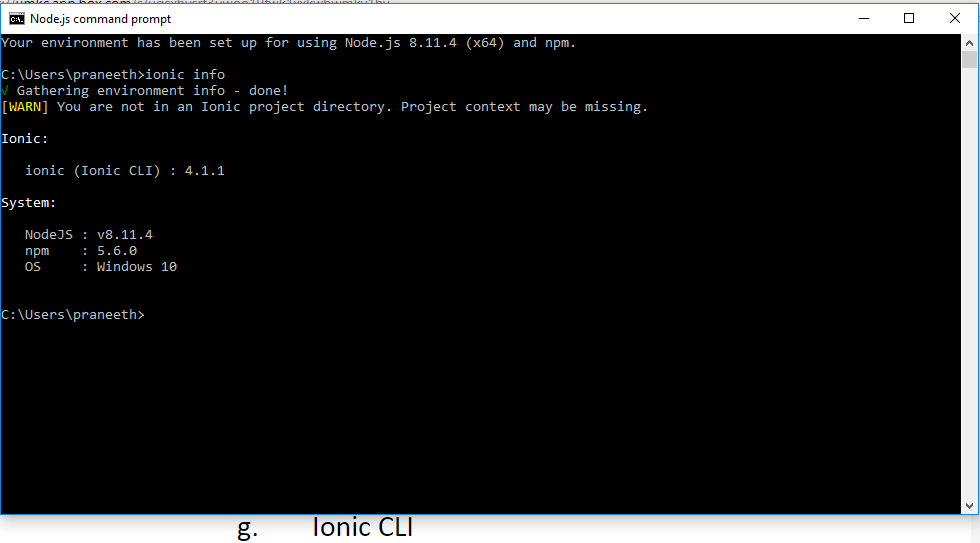 Node.js command prompt
Your environment has been set up for using Node.js 8.11.4 (x64) and npm.
C:\Users\praneeth>ionic info
√ Gathering environment info - done!
[WARN] You are not in an Ionic project directory. Project context may be missing.
Ionic:
ionic (Ionic CLI) : 4.1.1
System:
NodeJS : v8.11.4
npm : 5.6.0
OS : Windows 10
C:\Users\praneeth>
g. Ionic CLI